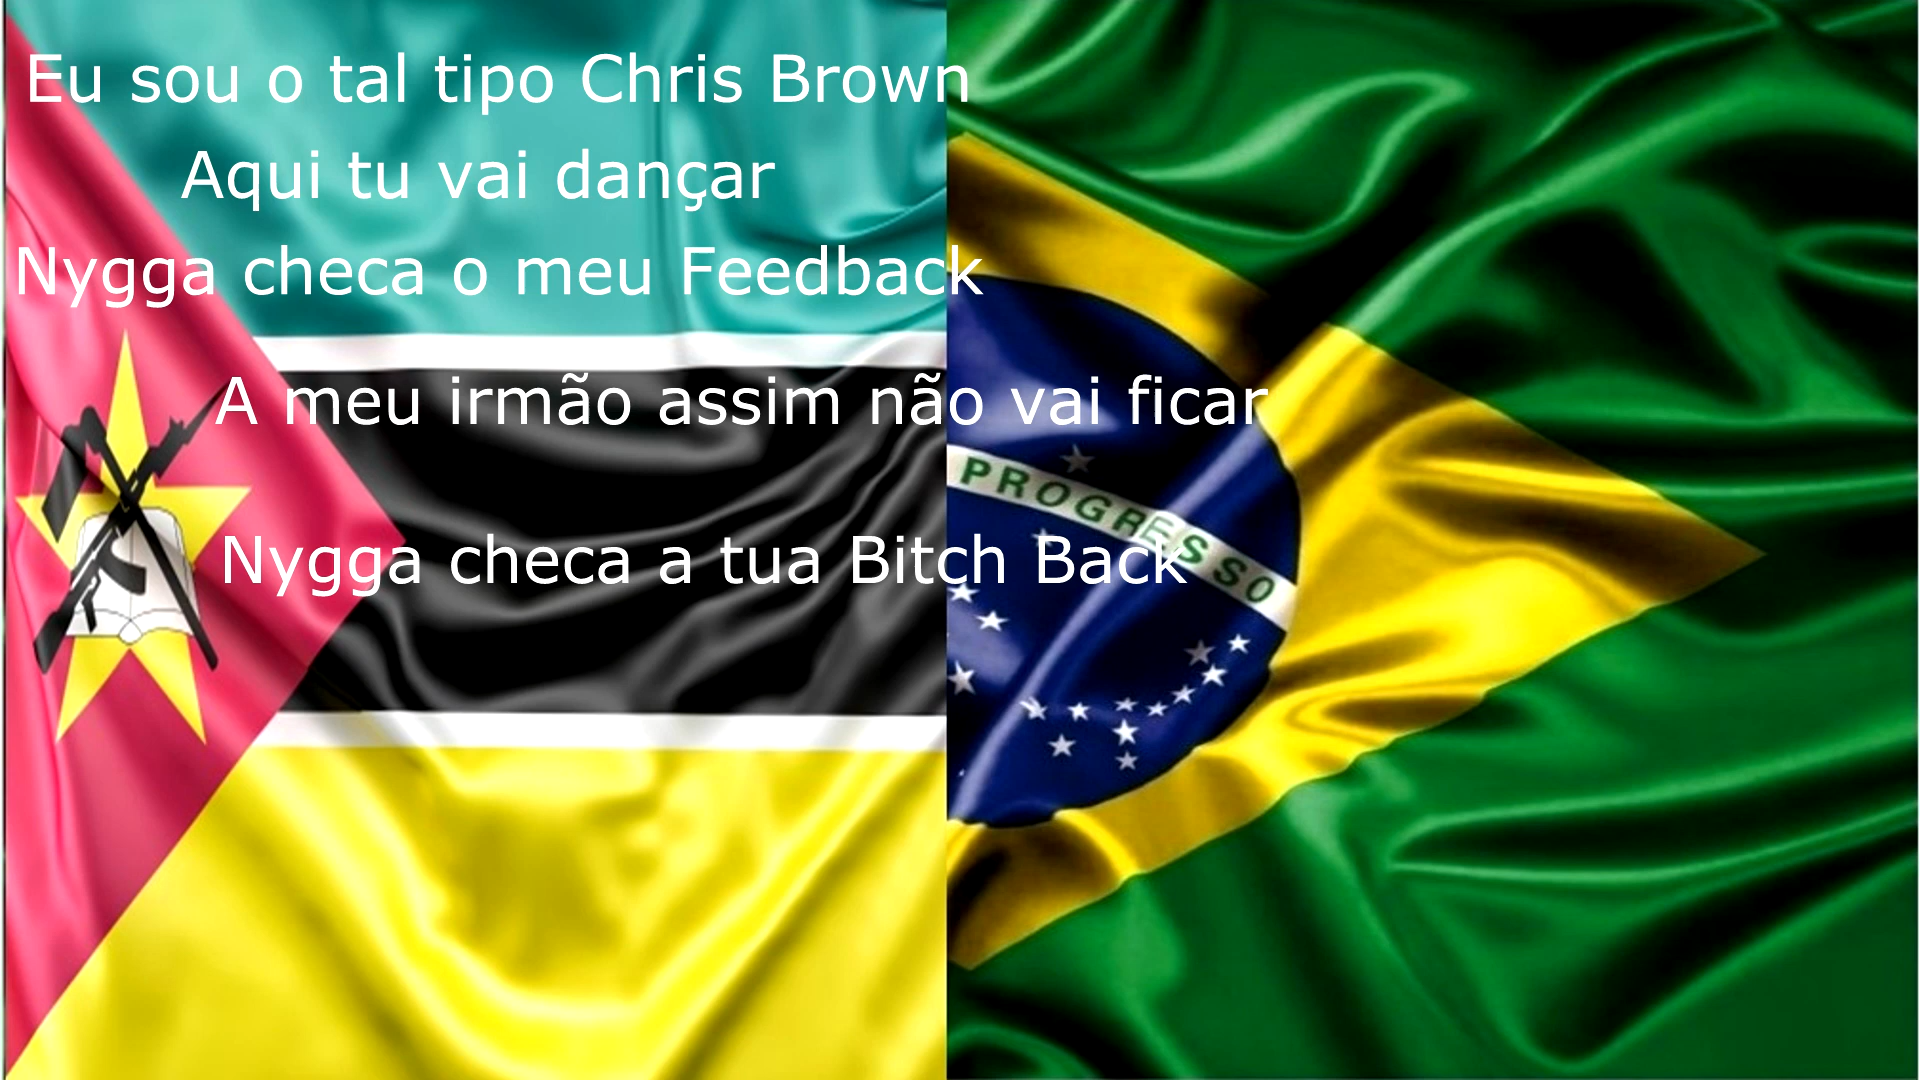 Eu sou o tal tipo Chris Brown
Aqui tu vai dançar
Nygga checa o meu Feedback
A meu irmão assim não vai ficar
PROGRESSO
Nygga checa a tua Bitch Back